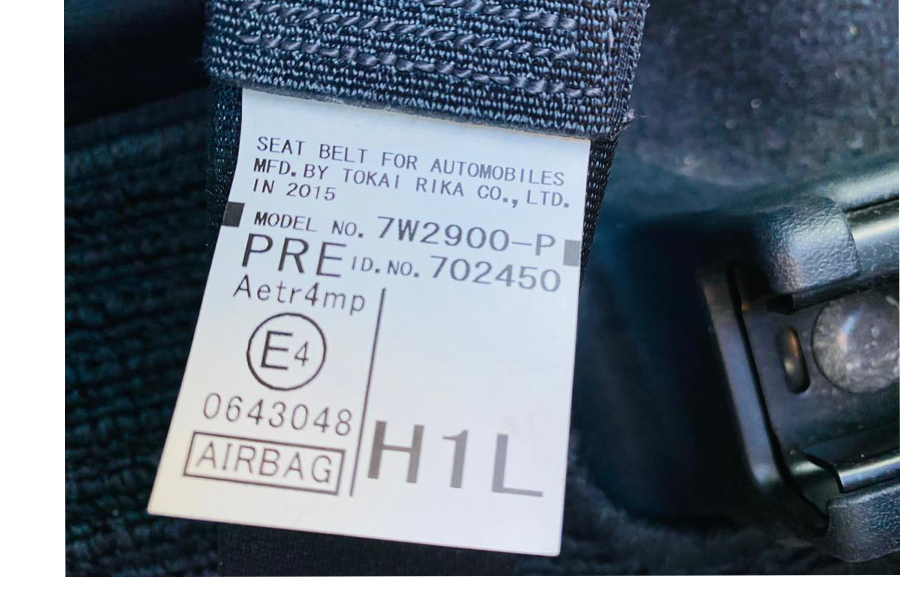 SEAT BELT FOR AUTOMOBILES
MFD. BY TOKAI RIKA CO., LTD.
IN 2015
MODEL NO. 7W2900-P
PRE ID. NO. 702450
Aetr4mp
E4
0643048
AIRBAG
H1L